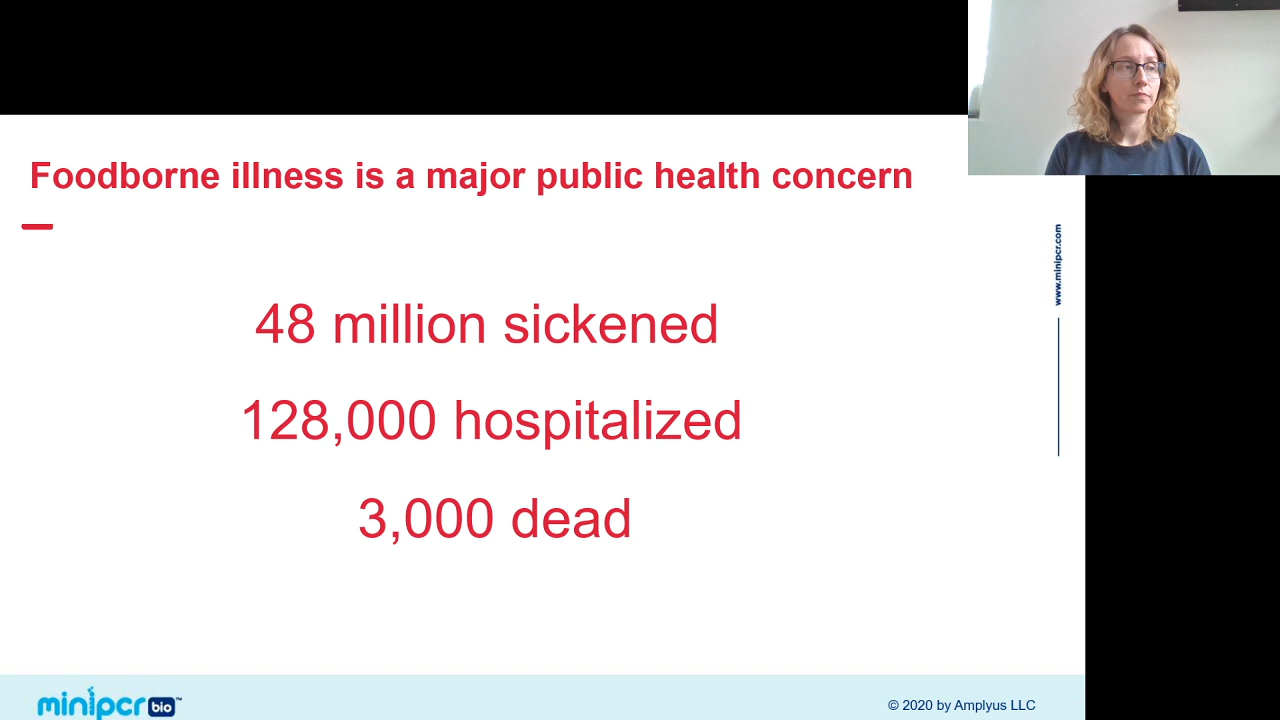 Foodborne illness is a major public health concern
www.minipcr.com
48 million sickened
128,000 hospitalized
3,000 dead
minipcr bio™
© 2020 by Amplyus LLC